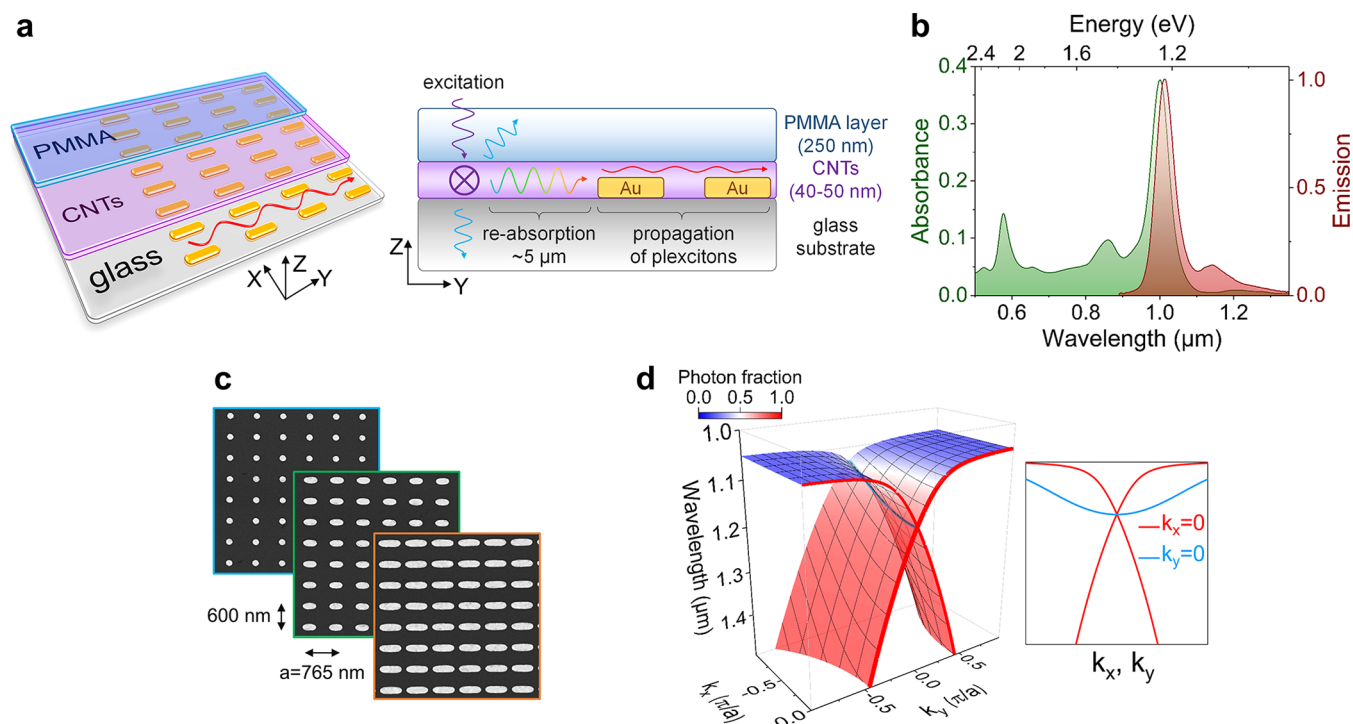 a
PMMA
CNTs
glass
X
Z
Y
excitation
PMMA layer
(250 nm)
CNTs
(40-50 nm)
Au
Au
glass
substrate
re-absorption
~5 μm
propagation
of plexcitons
Z
Y
b
Energy (eV)
2.4 2 1.6 1.2
Absorbance
0.4
0.3
0.2
0.1
0.0
Emission
1.0
0.5
0.0
0.6 0.8 1.0 1.2
Wavelength (μm)
c
600 nm
a=765 nm
d
Photon fraction
0.0 0.5 1.0
Wavelength (μm)
1.0
1.1
1.2
1.3
1.4
kx (π/a)
-0.5
0.0
ky (π/a)
-0.5
-0.0
0.5
kx=0
ky=0
kx, ky